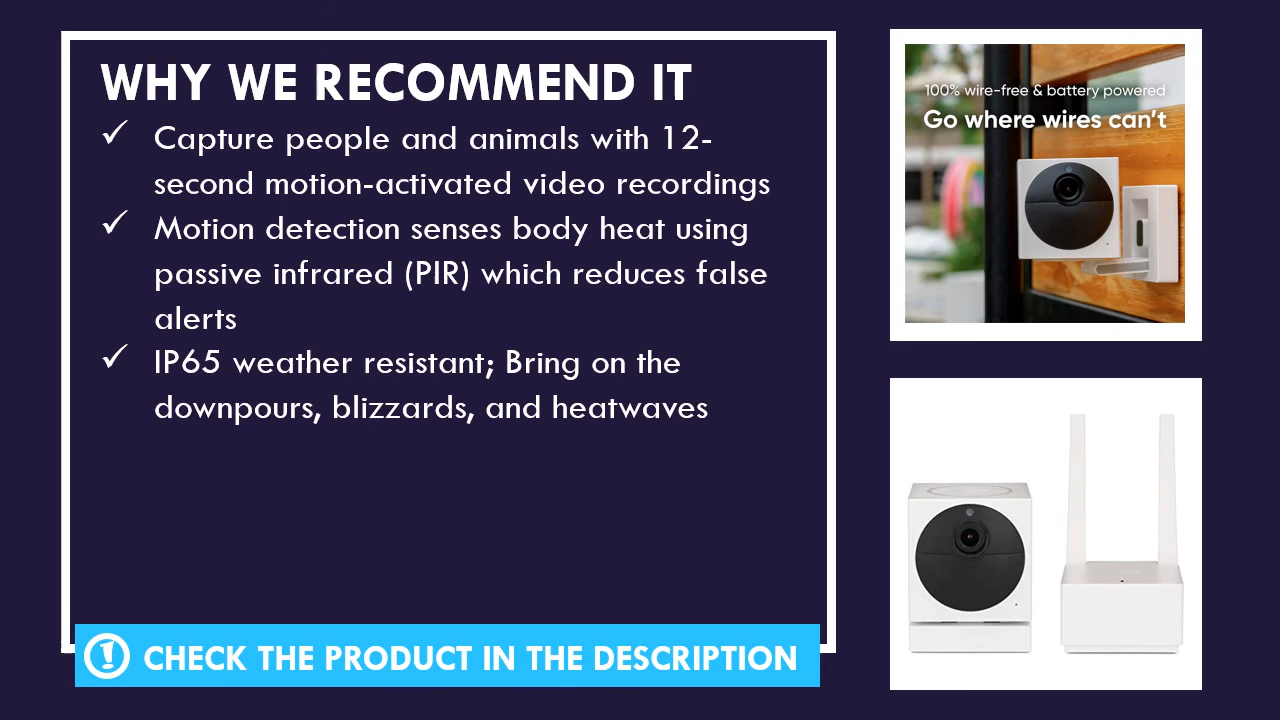 WHY WE RECOMMEND IT
✓ Capture people and animals with 12-
second motion-activated video recordings
✓ Motion detection senses body heat using
passive infrared (PIR) which reduces false
alerts
✓ IP65 weather resistant; Bring on the
downpours, blizzards, and heatwaves
CHECK THE PRODUCT IN THE DESCRIPTION
100% wire-free & battery powered
Go where wires can't